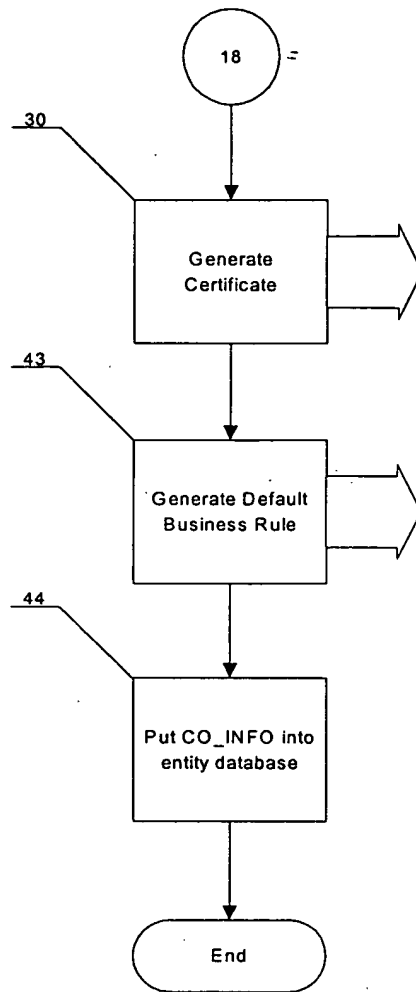 18
30
Generate
Certificate
43
Generate Default
Business Rule
44
Put CO_INFO into
entity database
End